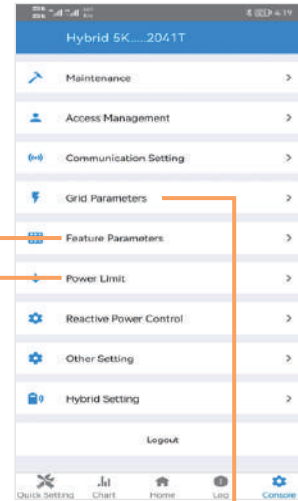 Hybrid 5K.....2041T
Maintenance
Access Management
Communication Setting
Grid Parameters
Feature Parameters
Power Limit
Reactive Power Control
Other Setting
Hybrid Setting
Logout
Quick Setting Chart Home Log Console